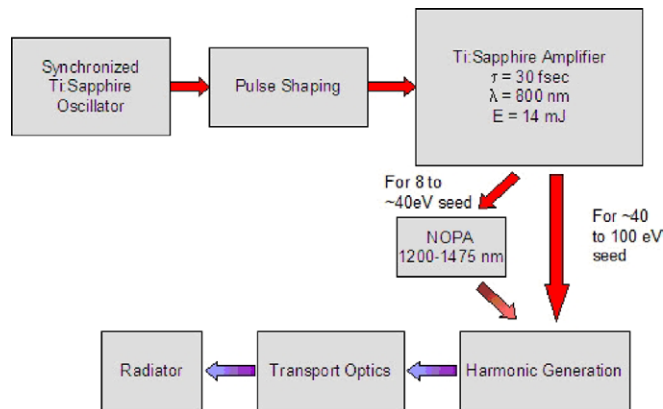 Synchronized
Ti:Sapphire
Oscillator
Pulse Shaping
Ti:Sapphire Amplifier
τ = 30 fsec
λ = 800 nm
E = 14 mJ
For 8 to
~40eV seed
For ~40
to 100 eV
seed
NOPA
1200-1475 nm
Radiator
Transport Optics
Harmonic Generation